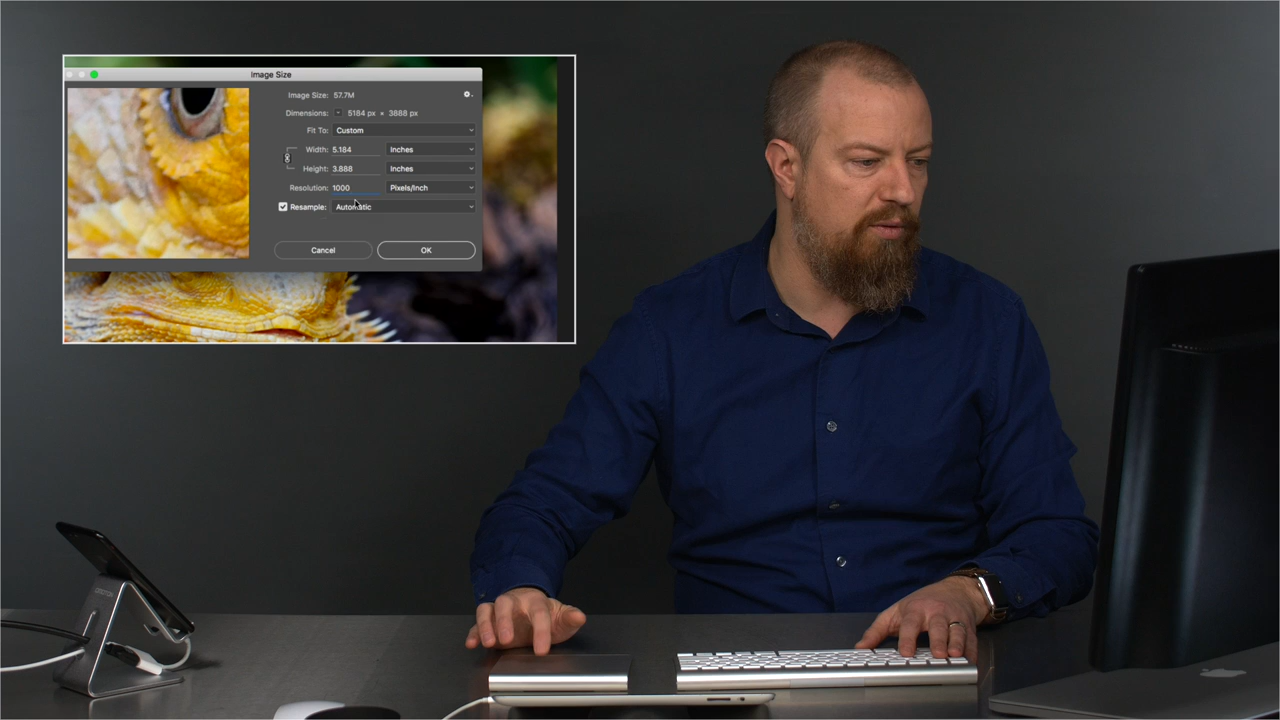 Image Size
Image Size: 57.7M
Dimensions: 5184 px × 3888 px
Fit To: Custom
Width: 5.184 Inches
Height: 3.888 Inches
Resolution: 1000 Pixels/Inch
Resample: Automatic
Cancel OK